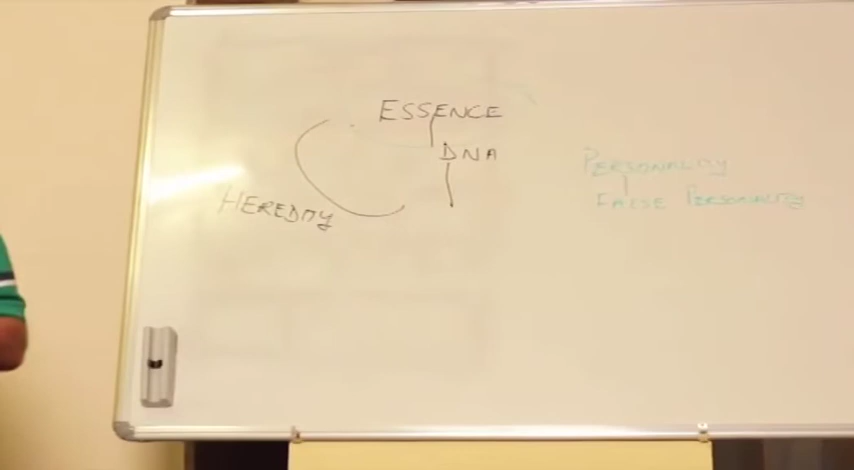 ESSENCE
DNA
HEREDITY
PERSONALITY
FALSE PERSONALITY